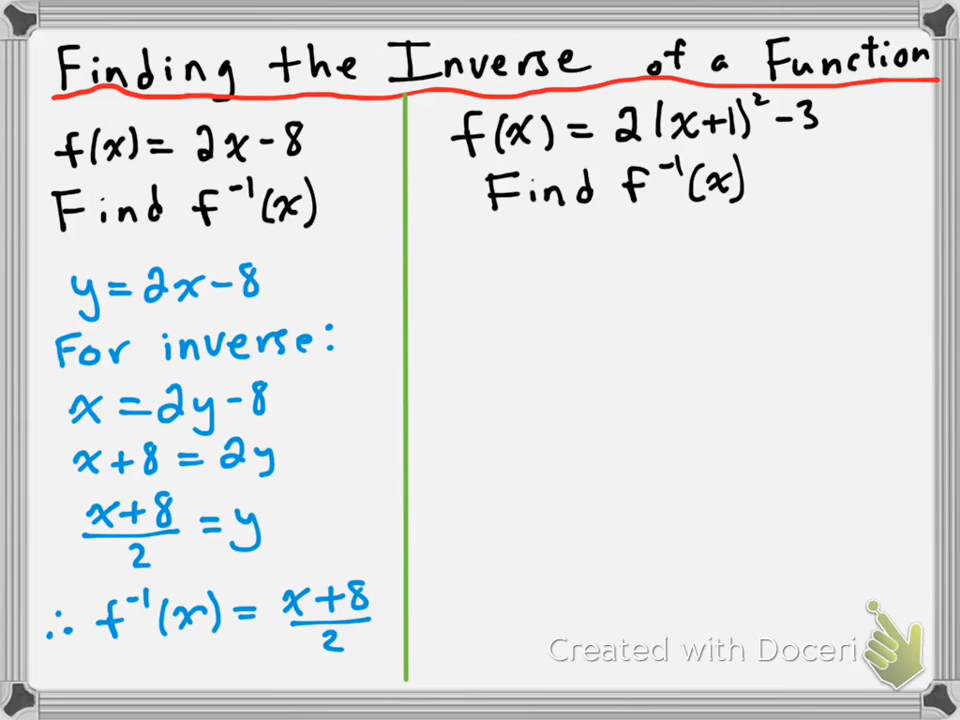 Finding the Inverse of a Function
f(x) = 2x - 8
Find f⁻¹(x)
y = 2x - 8
For inverse:
x = 2y - 8
x + 8 = 2y
(x + 8)/2 = y
∴ f⁻¹(x) = (x + 8)/2
f(x) = 2(x+1)² - 3
Find f⁻¹(x)
Created with Doceri